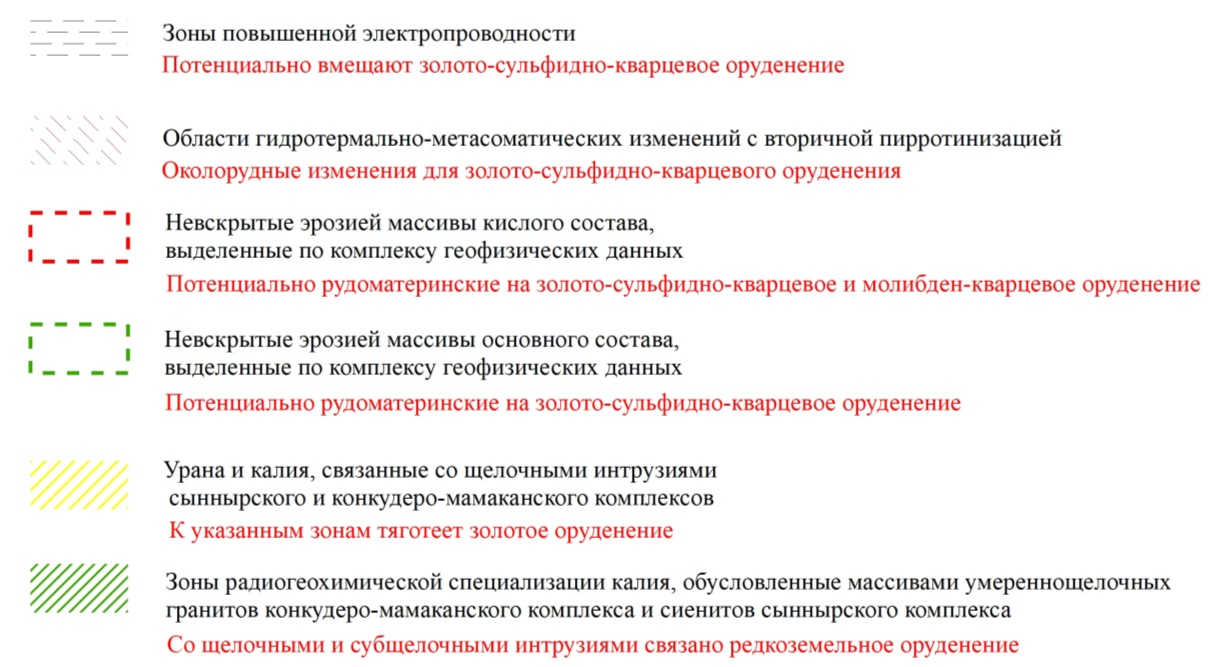 Зоны повышенной электропроводности
Потенциально вмещают золото-сульфидно-кварцевое оруденение
Области гидротермально-метасоматических изменений с вторичной пирротинизацией
Околорудные изменения для золото-сульфидно-кварцевого оруденения
Невскрытые эрозией массивы кислого состава,
выделенные по комплексу геофизических данных
Потенциально рудоматеринские на золото-сульфидно-кварцевое и молибден-кварцевое оруденение
Невскрытые эрозией массивы основного состава,
выделенные по комплексу геофизических данных
Потенциально рудоматеринские на золото-сульфидно-кварцевое оруденение
Урана и калия, связанные со щелочными интрузиями
сыннырского и конкудеро-мамаканского комплексов
К указанным зонам тяготеет золотое оруденение
Зоны радиогеохимической специализации калия, обусловленные массивами умереннощелочных
гранитов конкудеро-мамаканского комплекса и сиенитов сыннырского комплекса
Со щелочными и субщелочными интрузиями связано редкоземельное оруденение